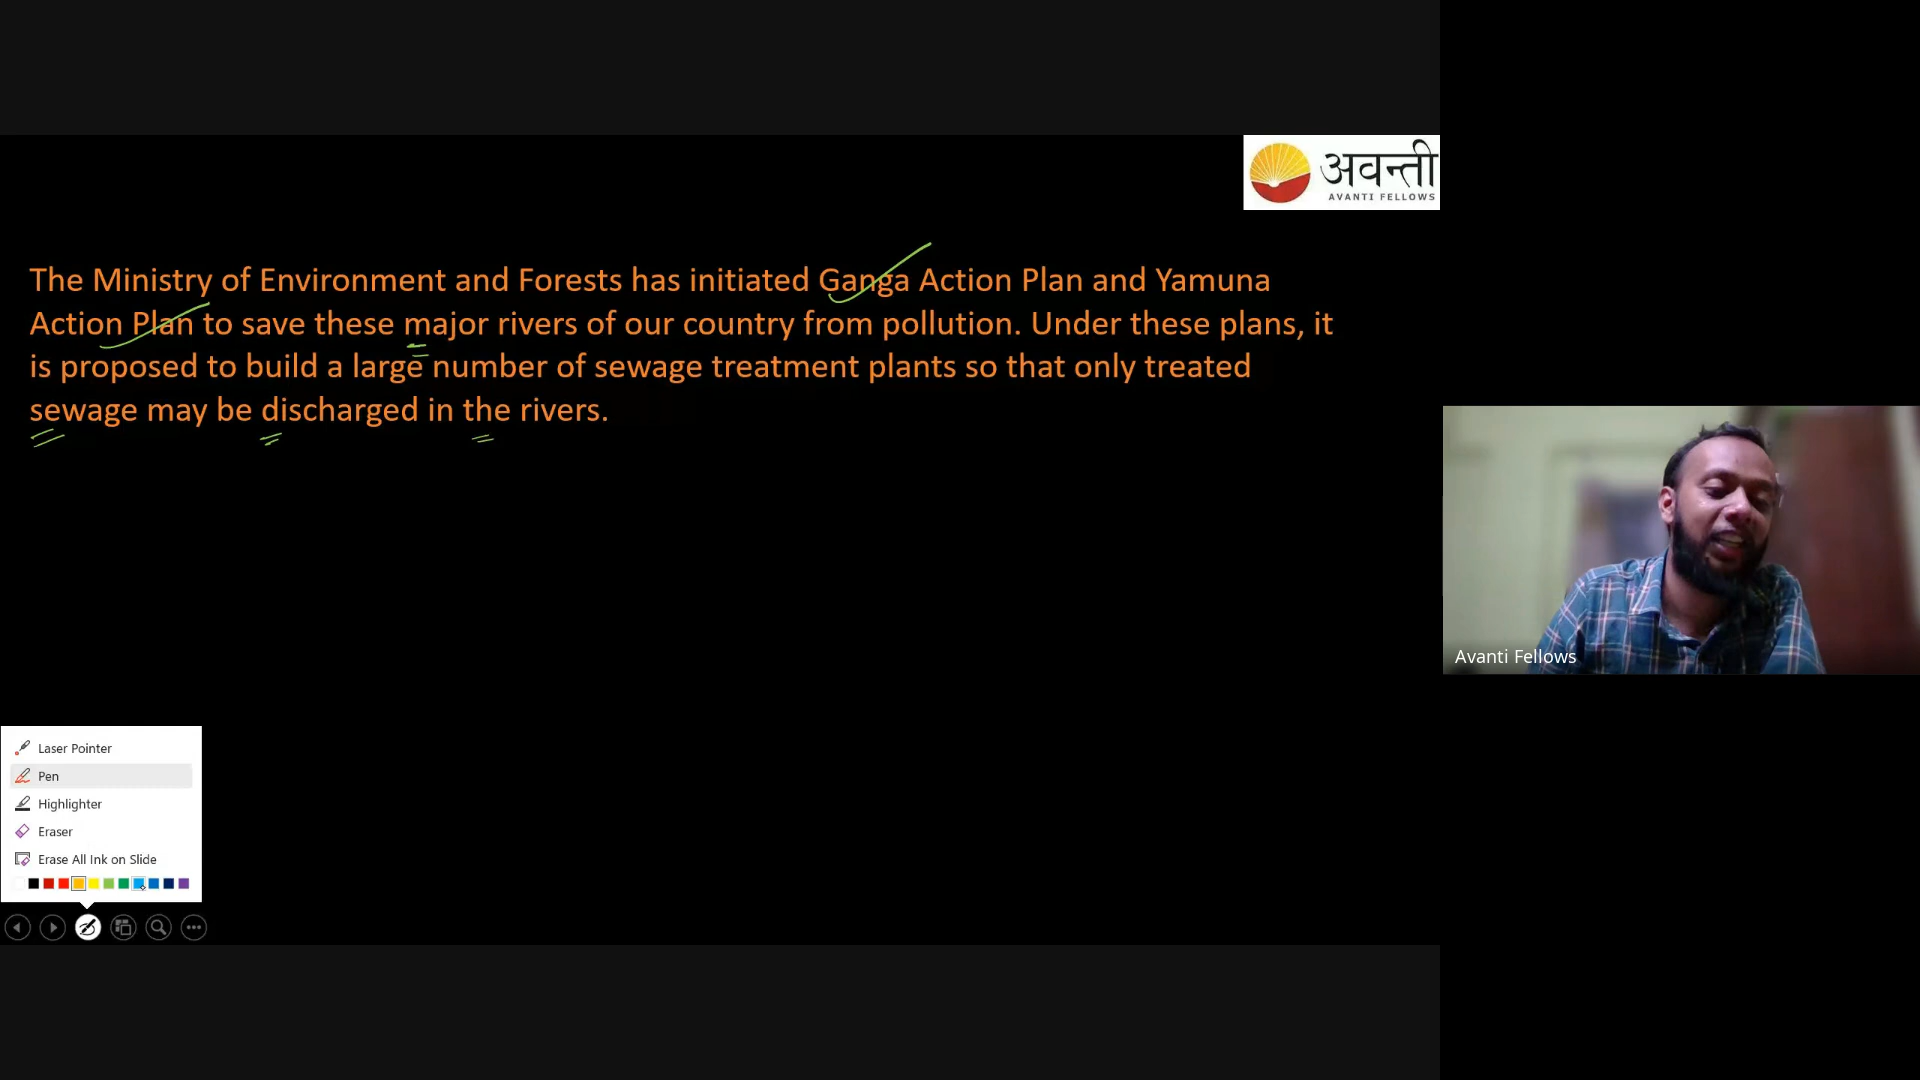 अवन्ती
AVANTI FELLOWS
The Ministry of Environment and Forests has initiated Ganga Action Plan and Yamuna
Action Plan to save these major rivers of our country from pollution. Under these plans, it
is proposed to build a large number of sewage treatment plants so that only treated
sewage may be discharged in the rivers.
Avanti Fellows
Laser Pointer
Pen
Highlighter
Eraser
Erase All Ink on Slide